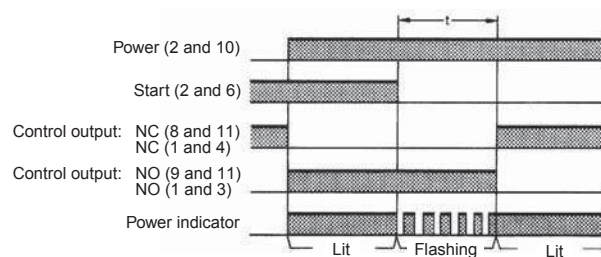 t
Power (2 and 10)
Start (2 and 6)
Control output: NC (8 and 11)
NC (1 and 4)
Control output: NO (9 and 11)
NO (1 and 3)
Power indicator
Lit Flashing Lit